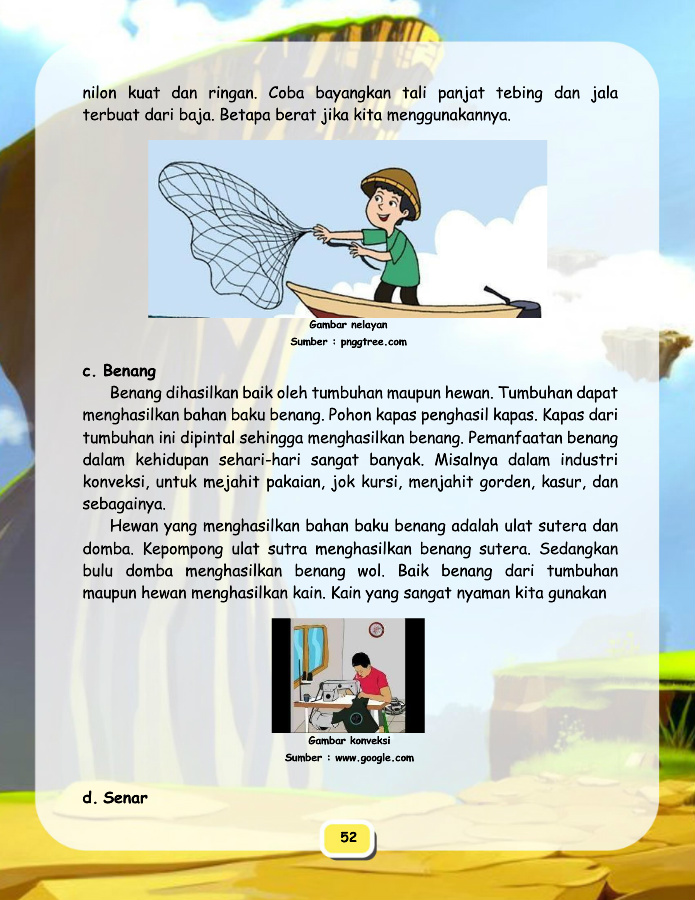 nilon kuat dan ringan. Coba bayangkan tali panjat tebing dan jala
terbuat dari baja. Betapa berat jika kita menggunakannya.
Gambar nelayan
Sumber : pnggtree.com
c. Benang
Benang dihasilkan baik oleh tumbuhan maupun hewan. Tumbuhan dapat
menghasilkan bahan baku benang. Pohon kapas penghasil kapas. Kapas dari
tumbuhan ini dipintal sehingga menghasilkan benang. Pemanfaatan benang
dalam kehidupan sehari-hari sangat banyak. Misalnya dalam industri
konveksi, untuk mejahit pakaian, jok kursi, menjahit gorden, kasur, dan
sebagainya.
Hewan yang menghasilkan bahan baku benang adalah ulat sutera dan
domba. Kepompong ulat sutra menghasilkan benang sutera. Sedangkan
bulu domba menghasilkan benang wol. Baik benang dari tumbuhan
maupun hewan menghasilkan kain. Kain yang sangat nyaman kita gunakan
Gambar konveksi
Sumber : www.google.com
d. Senar
52